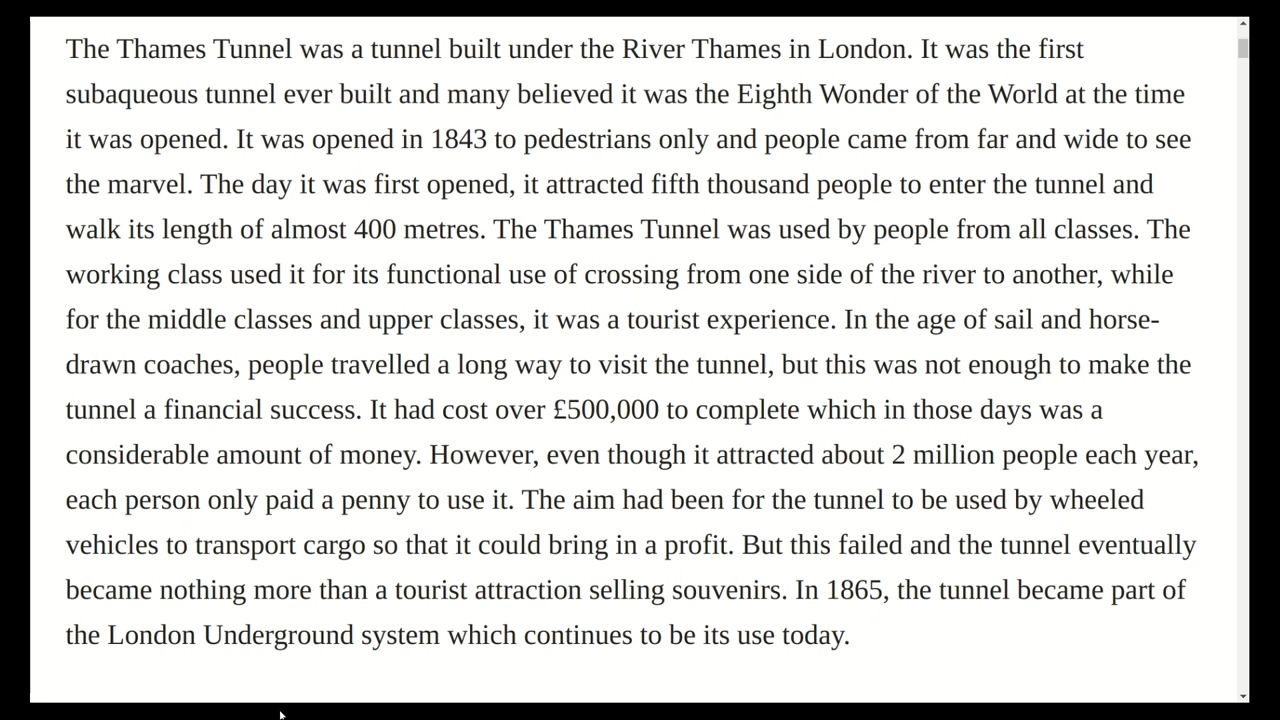 The Thames Tunnel was a tunnel built under the River Thames in London. It was the first
subaqueous tunnel ever built and many believed it was the Eighth Wonder of the World at the time
it was opened. It was opened in 1843 to pedestrians only and people came from far and wide to see
the marvel. The day it was first opened, it attracted fifth thousand people to enter the tunnel and
walk its length of almost 400 metres. The Thames Tunnel was used by people from all classes. The
working class used it for its functional use of crossing from one side of the river to another, while
for the middle classes and upper classes, it was a tourist experience. In the age of sail and horse-
drawn coaches, people travelled a long way to visit the tunnel, but this was not enough to make the
tunnel a financial success. It had cost over £500,000 to complete which in those days was a
considerable amount of money. However, even though it attracted about 2 million people each year,
each person only paid a penny to use it. The aim had been for the tunnel to be used by wheeled
vehicles to transport cargo so that it could bring in a profit. But this failed and the tunnel eventually
became nothing more than a tourist attraction selling souvenirs. In 1865, the tunnel became part of
the London Underground system which continues to be its use today.